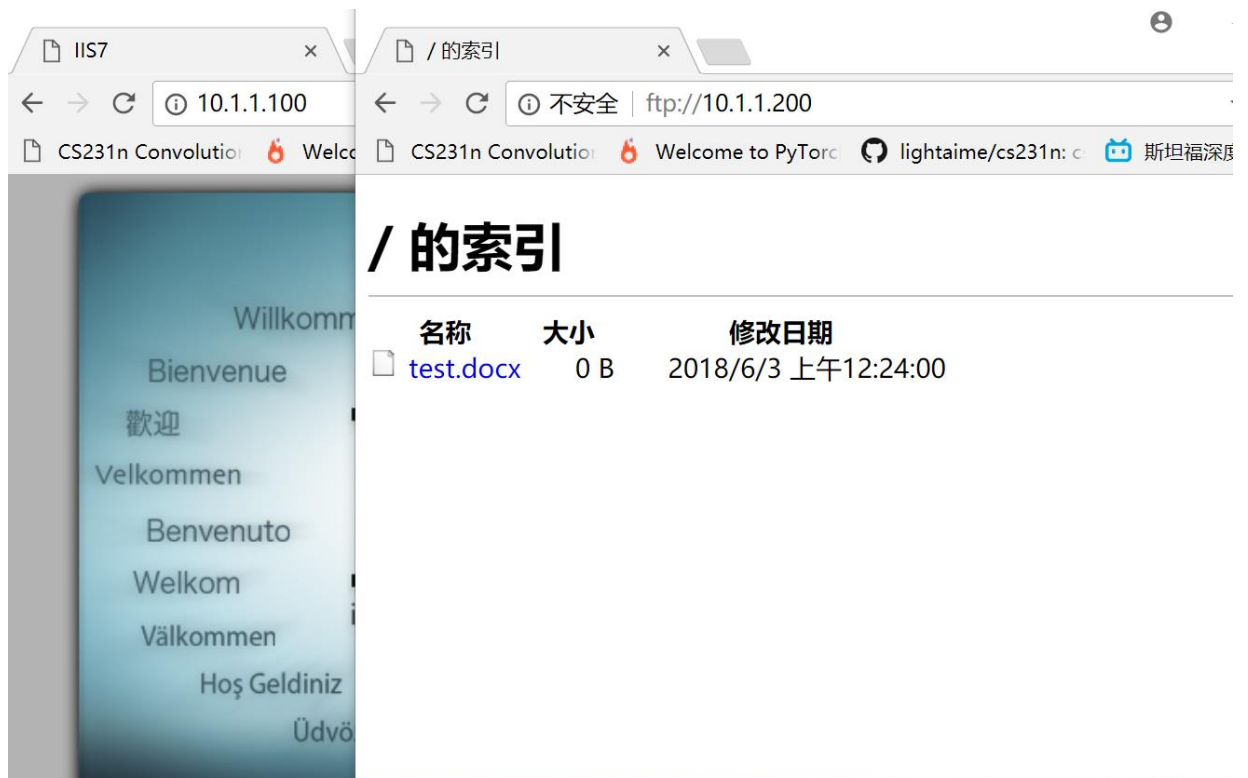 IIS7
10.1.1.100
CS231n Convolution
Willkomm
Bienvenue
歡迎
Velkommen
Benvenuto
Welkom
Välkommen
Hoş Geldiniz
Üdvö
/ 的索引
不安全 ftp://10.1.1.200
CS231n Convolution Welcome to PyTorc lightaime/cs231n: c 斯坦福深度
/ 的索引
名称 大小 修改日期
test.docx 0 B 2018/6/3 上午12:24:00